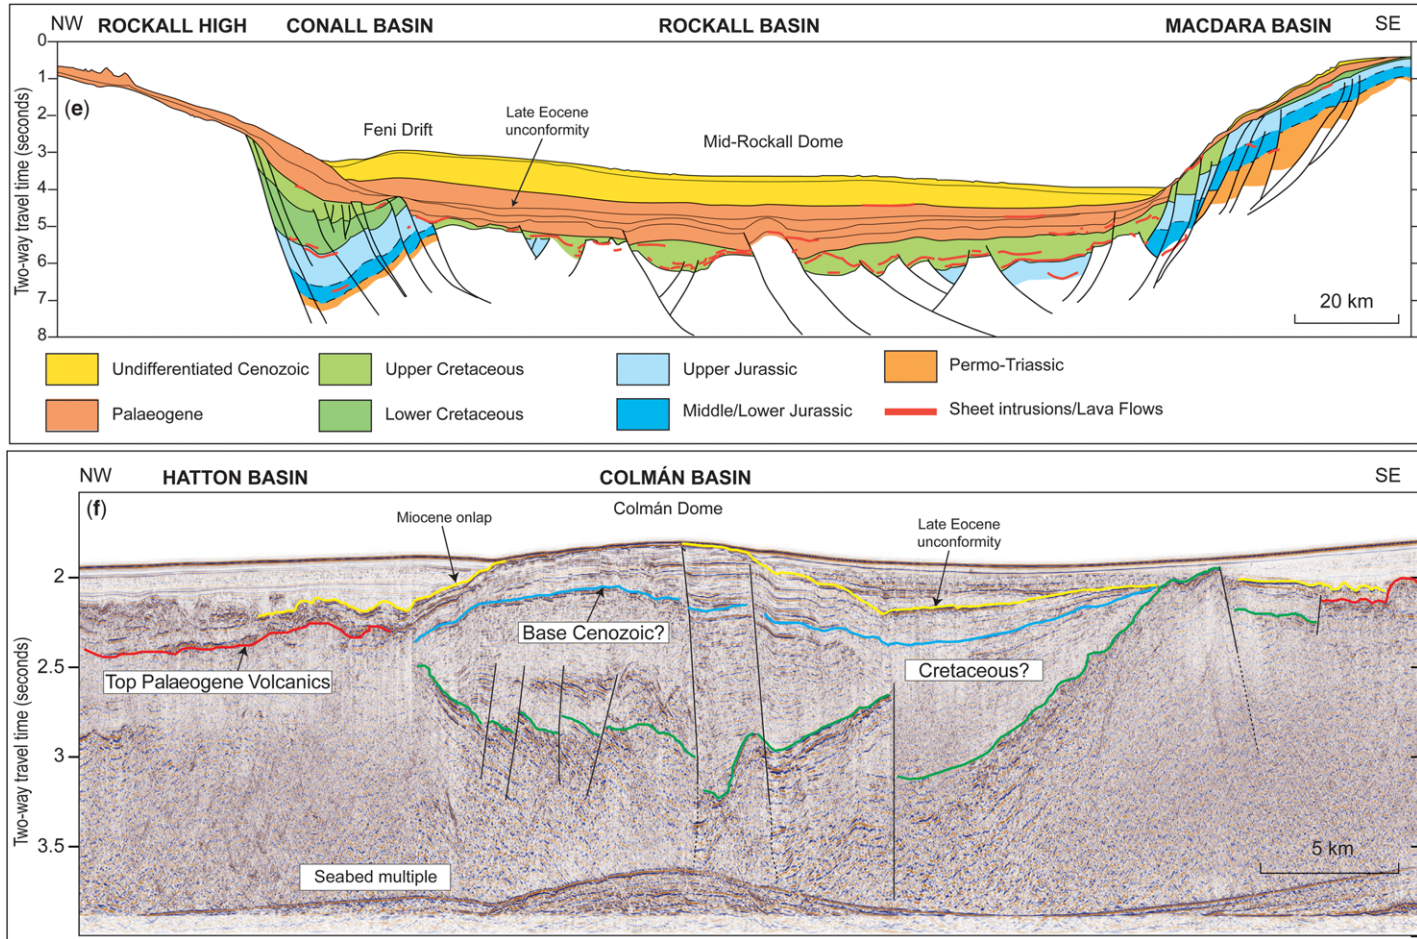 NW ROCKALL HIGH CONALL BASIN ROCKALL BASIN MACDARA BASIN SE
0
1
2
3
4
5
6
7
8
Two-way travel time (seconds)
(e)
Feni Drift
Late Eocene
unconformity
Mid-Rockall Dome
20 km
Undifferentiated Cenozoic
Upper Cretaceous
Upper Jurassic
Permo-Triassic
Palaeogene
Lower Cretaceous
Middle/Lower Jurassic
Sheet intrusions/Lava Flows
NW HATTON BASIN COLMÁN BASIN SE
(f)
Colmán Dome
Miocene onlap
Late Eocene
unconformity
2
2.5
3
3.5
Two-way travel time (seconds)
Base Cenozoic?
Cretaceous?
Top Palaeogene Volcanics
5 km
Seabed multiple